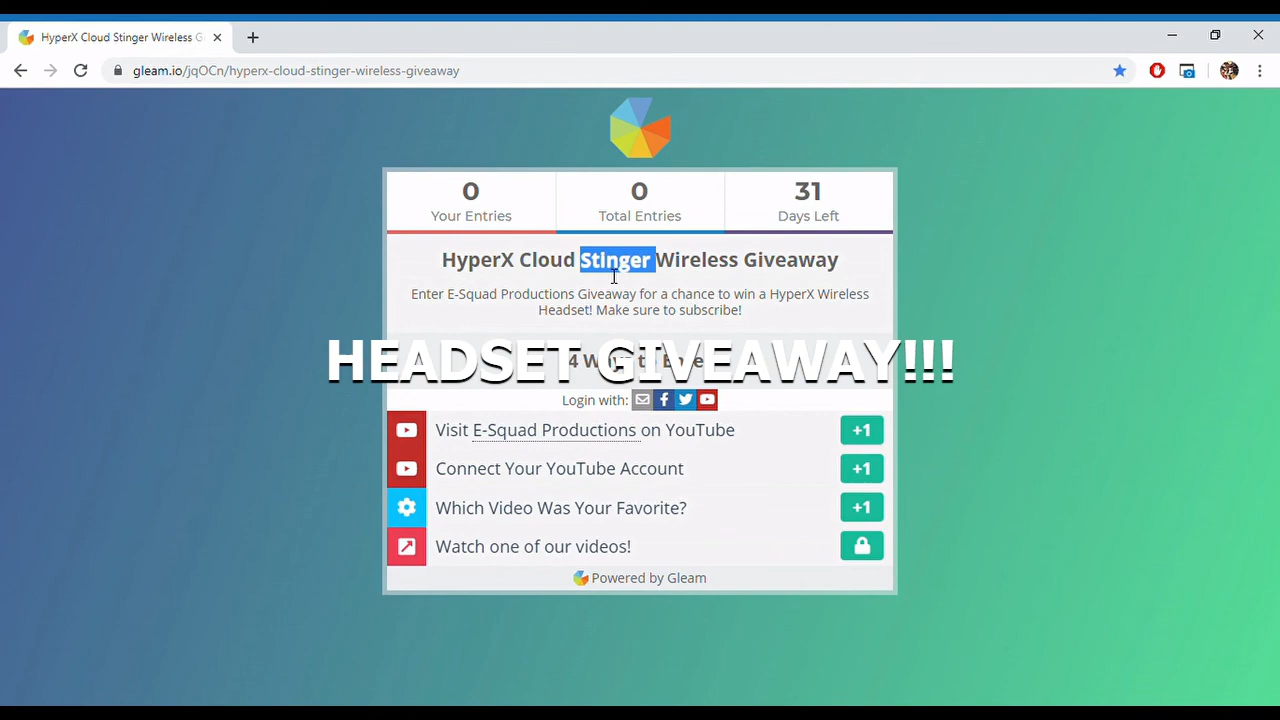 HyperX Cloud Stinger Wireless G
gleam.io/jqOCn/hyperx-cloud-stinger-wireless-giveaway
0 0 31
Your Entries Total Entries Days Left
HyperX Cloud Stinger Wireless Giveaway
Enter E-Squad Productions Giveaway for a chance to win a HyperX Wireless
Headset! Make sure to subscribe!
HEADSET GIVEAWAY!!!
4 Ways to
Login with:
Visit E-Squad Productions on YouTube +1
Connect Your YouTube Account +1
Which Video Was Your Favorite? +1
Watch one of our videos!
Powered by Gleam